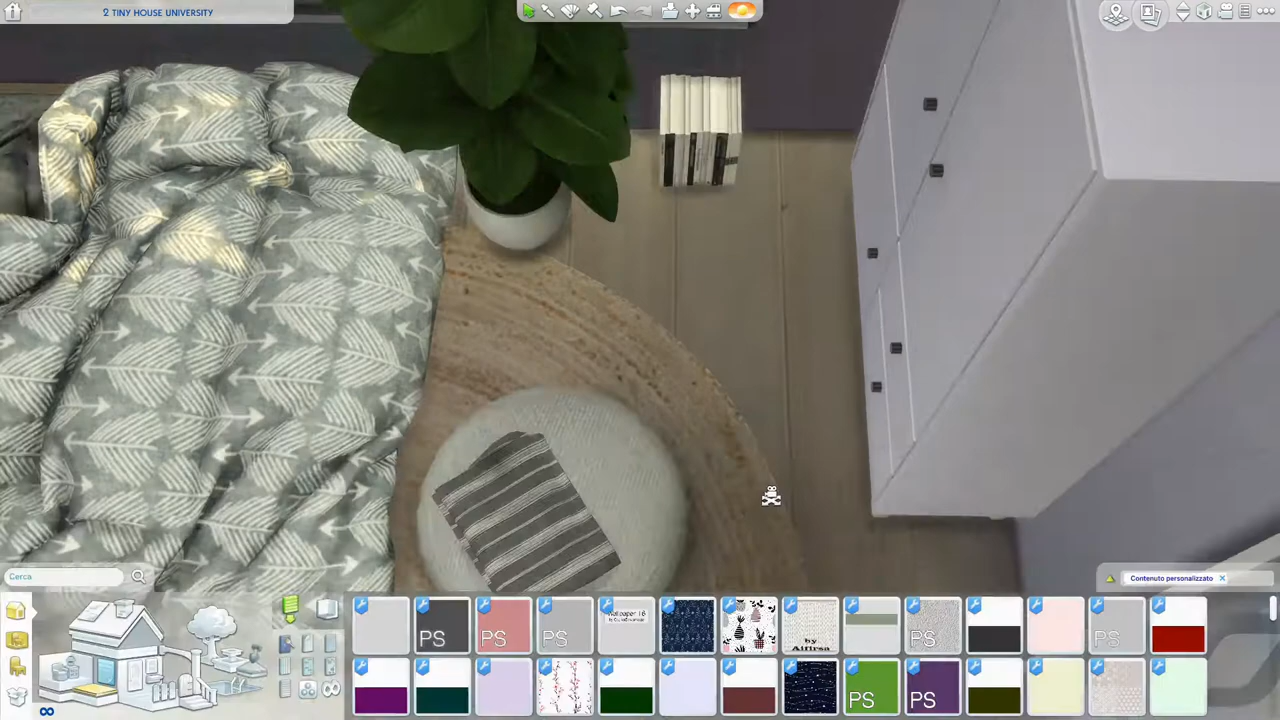 2 TINY HOUSE UNIVERSITY
Cerca
Contenuto personalizzato
PS
PS
PS
Wallpaper 16
by
Aifirsa
PS
PS
PS
PS